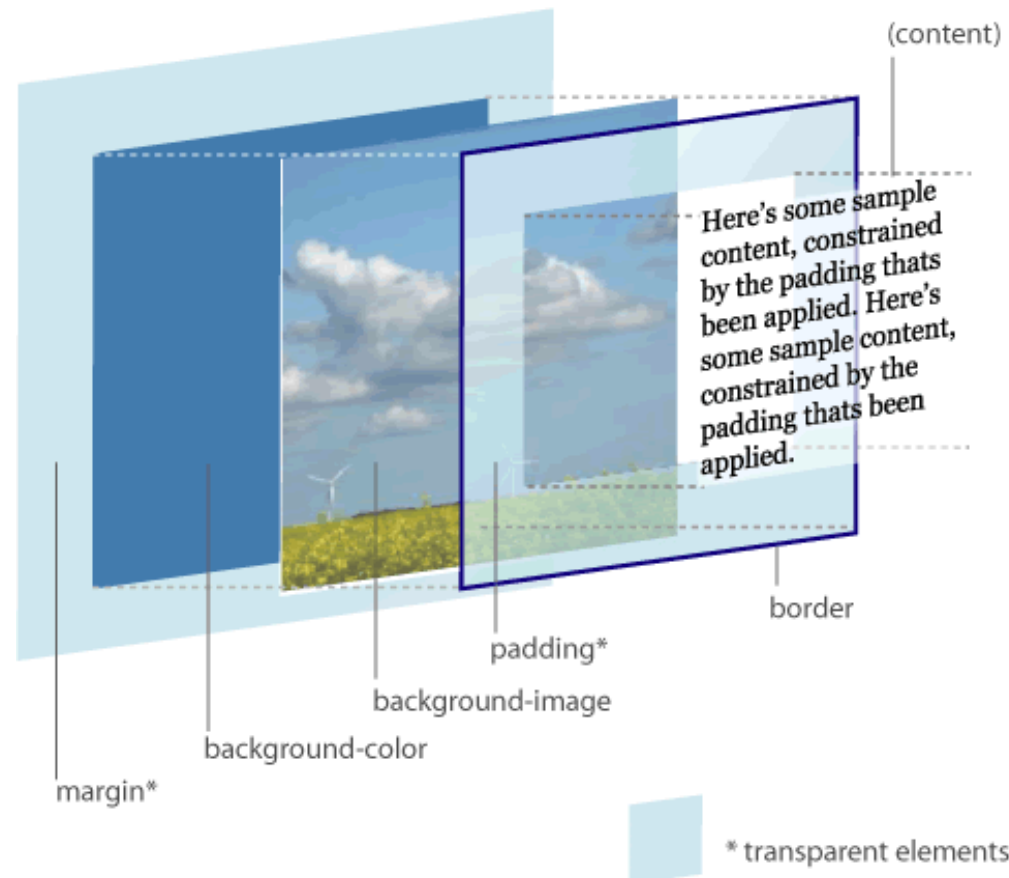 (content)
Here’s some sample
content, constrained
by the padding thats
been applied. Here’s
some sample content,
constrained by the
padding thats been
applied.
border
padding*
background-image
background-color
margin*
* transparent elements